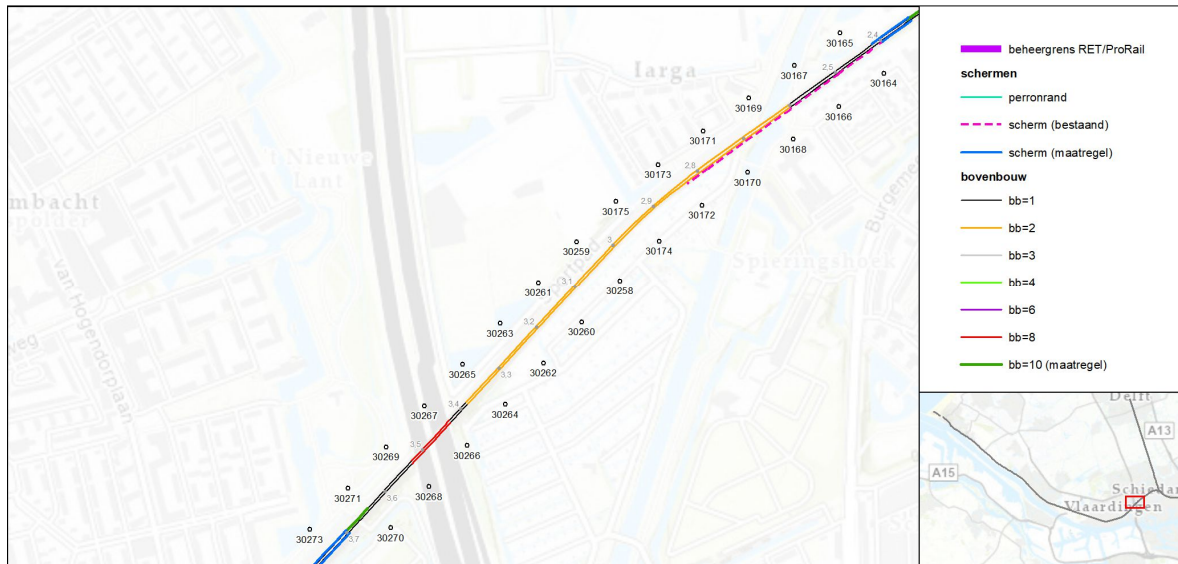 30165
2.4
Iarga
30167
2.5
30164
30169
30166
30171
30168
't Nieuwe
Lant
30173
2.8
30170
mbacht
polder
30175
2.9
30172
Burgeme
van Hogendorplaan
30259
3
30174
Spieringshoek
30261
3.1
30258
30263
3.2
30260
weg
30265
3.3
30262
30267
3.4
30264
30269
3.5
30266
30271
3.6
30268
30273
3.7
30270
beheergrens RET/ProRail
schermen
perronrand
scherm (bestaand)
scherm (maatregel)
bovenbouw
bb=1
bb=2
bb=3
bb=4
bb=6
bb=8
bb=10 (maatregel)
Delft
A13
A15
Schiedam
Vlaardingen